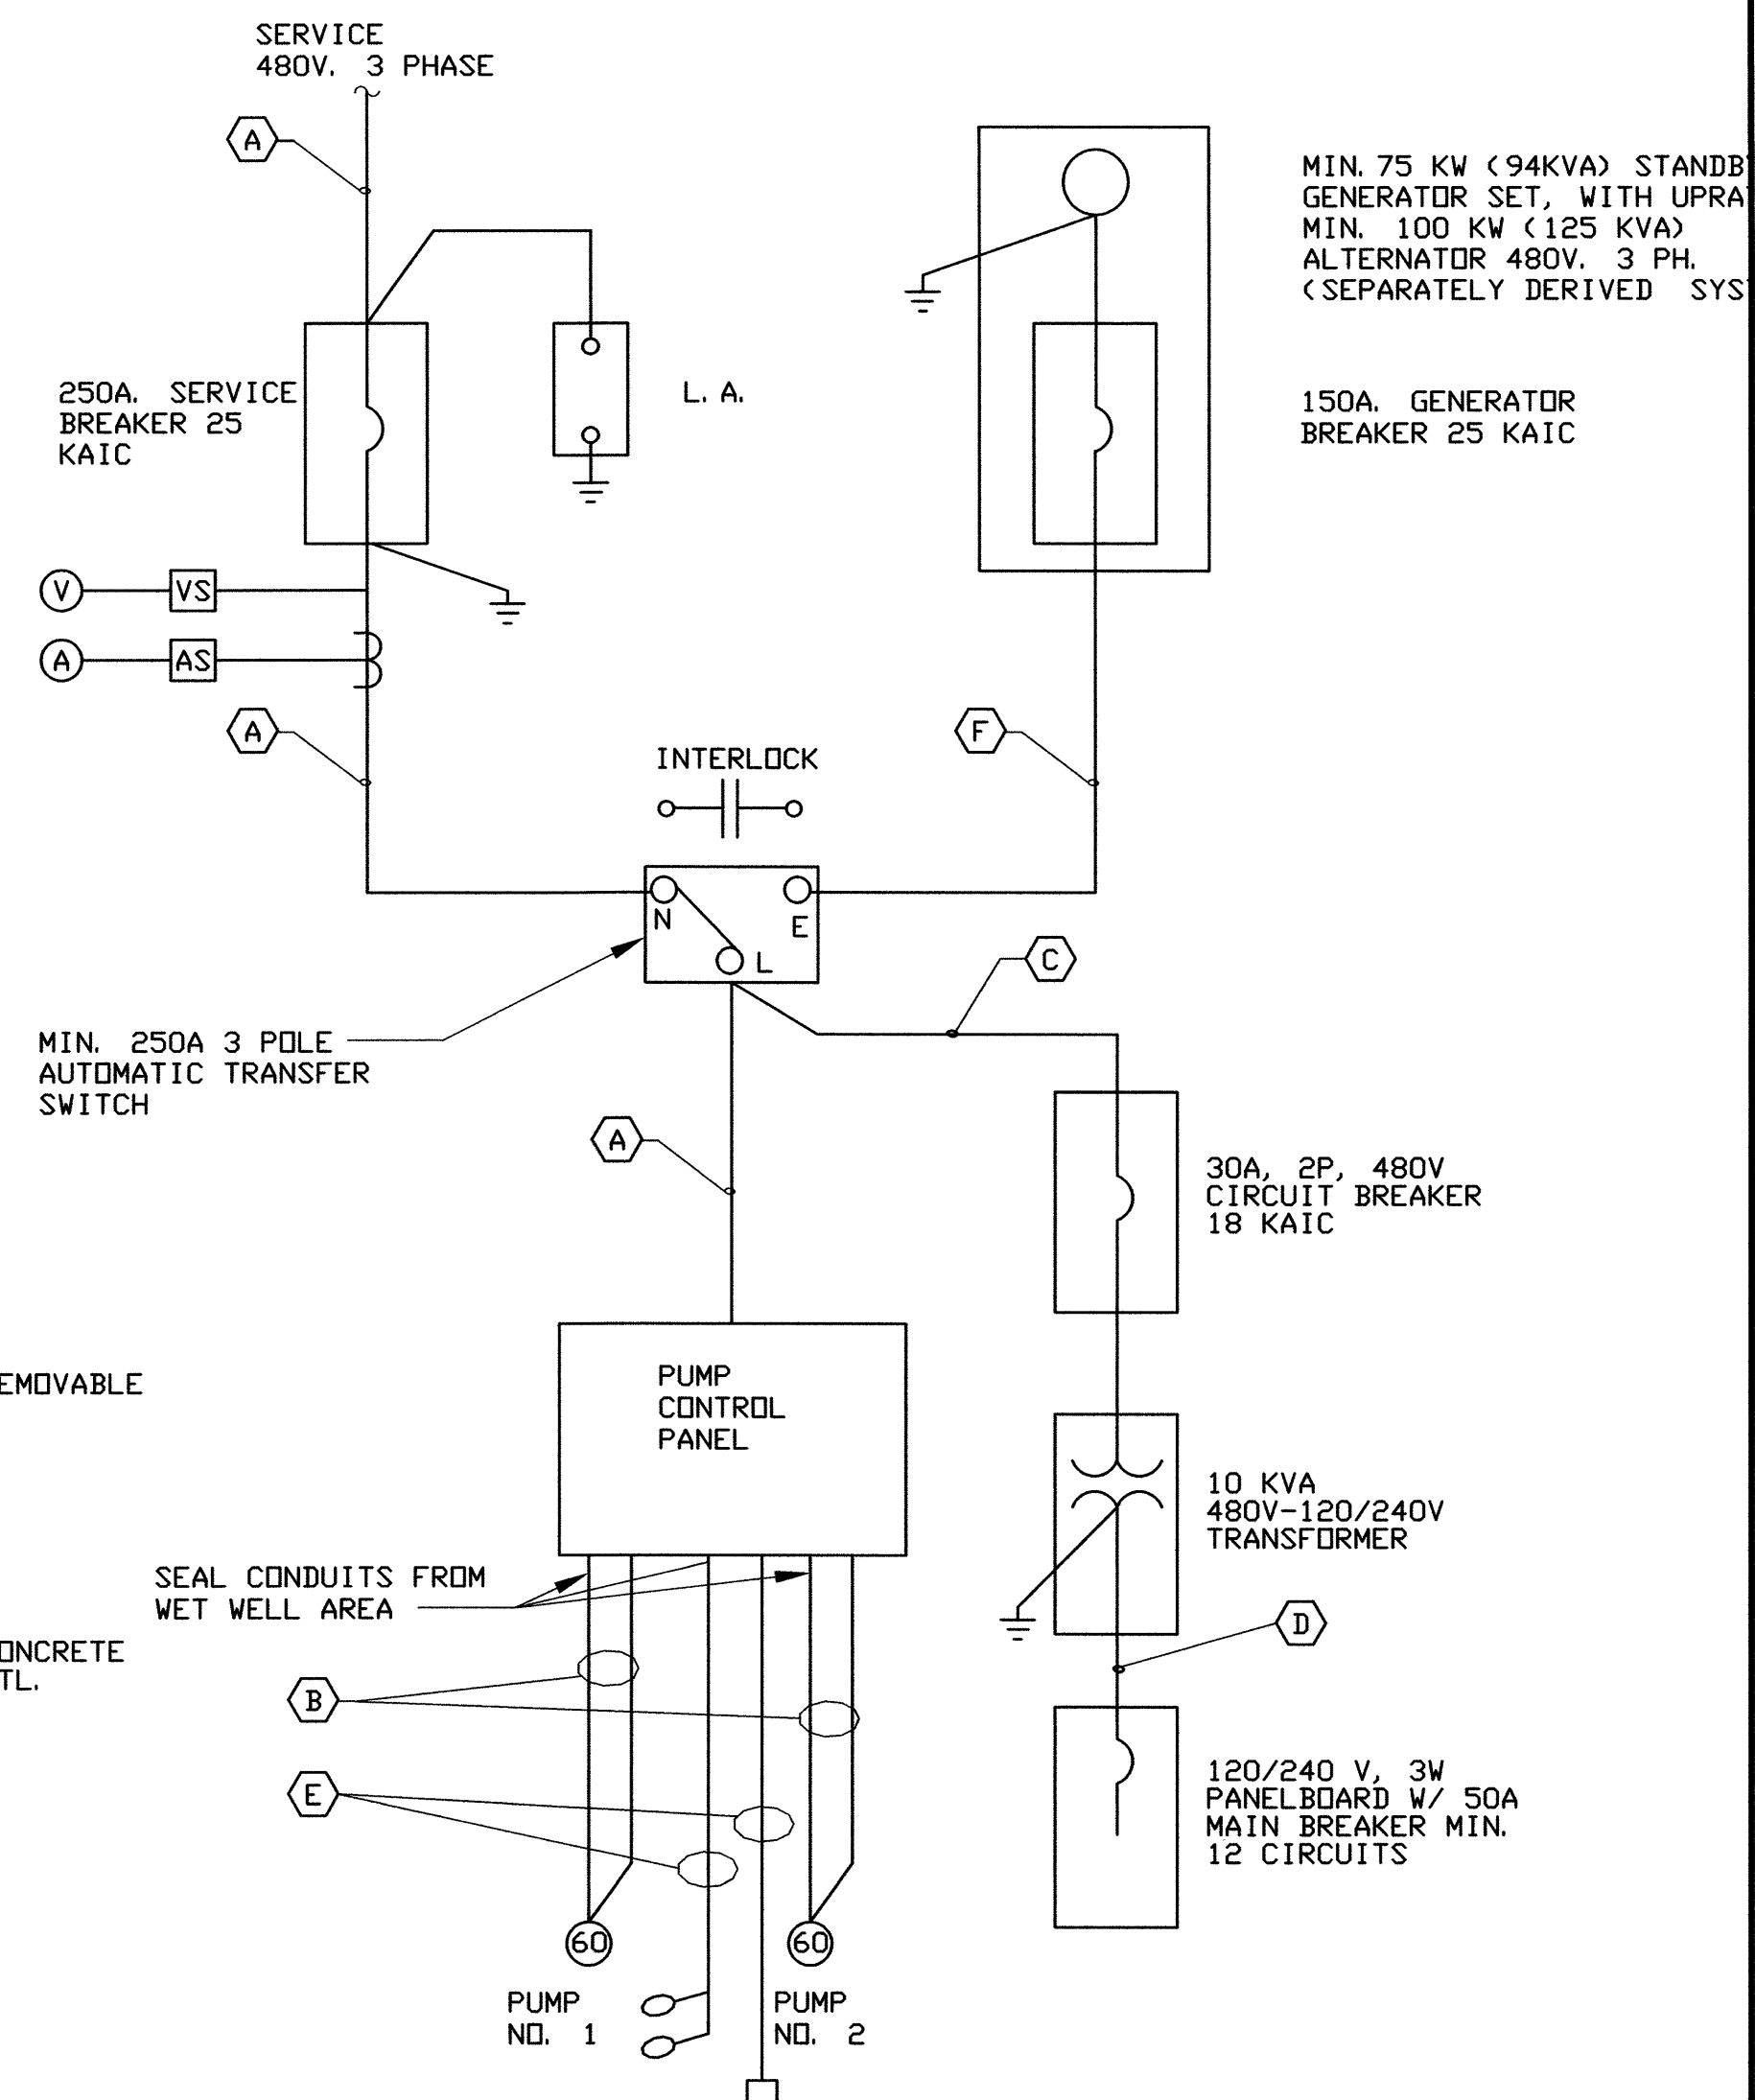 SERVICE
480V. 3 PHASE
A
MIN. 75 KW (94KVA) STANDB
GENERATOR SET, WITH UPRA
MIN. 100 KW (125 KVA)
ALTERNATOR 480V. 3 PH.
(SEPARATELY DERIVED SYS
250A. SERVICE
BREAKER 25
KAIC
L. A.
150A. GENERATOR
BREAKER 25 KAIC
V
VS
A
AS
A
F
INTERLOCK
N
E
L
C
MIN. 250A 3 POLE
AUTOMATIC TRANSFER
SWITCH
A
30A, 2P, 480V
CIRCUIT BREAKER
18 KAIC
EMOVABLE
PUMP
CONTROL
PANEL
10 KVA
480V-120/240V
TRANSFORMER
SEAL CONDUITS FROM
WET WELL AREA
D
ONCRETE
TL.
B
E
120/240 V, 3W
PANELBOARD W/ 50A
MAIN BREAKER MIN.
12 CIRCUITS
60
60
PUMP
NO. 1
PUMP
NO. 2